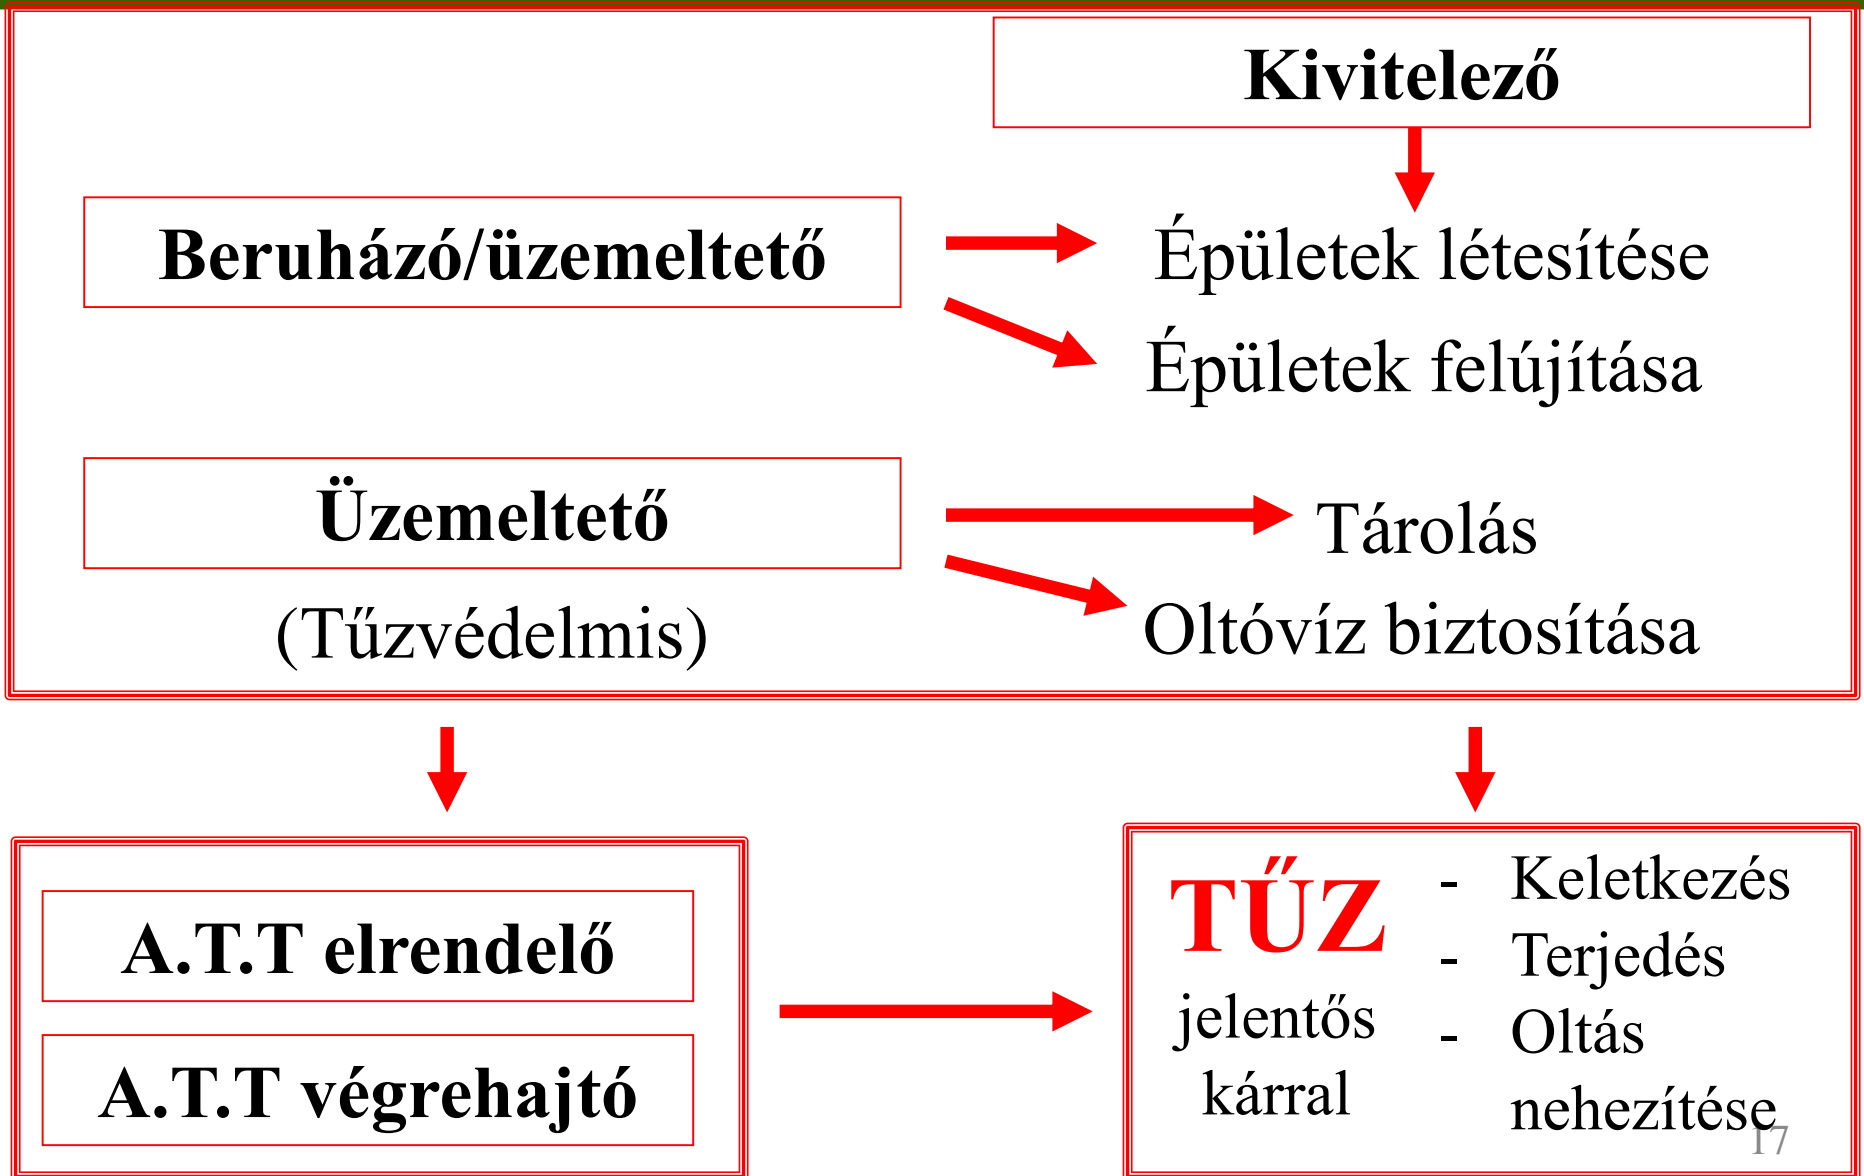 Kivitelező
Beruházó/üzemeltető
Épületek létesítése
Épületek felújítása
Üzemeltető
(Tűzvédelmis)
Tárolás
Oltóvíz biztosítása
A.T.T elrendelő
A.T.T végrehajtó
TŰZ
jelentős
kárral
- Keletkezés
- Terjedés
- Oltás
nehezítése
17